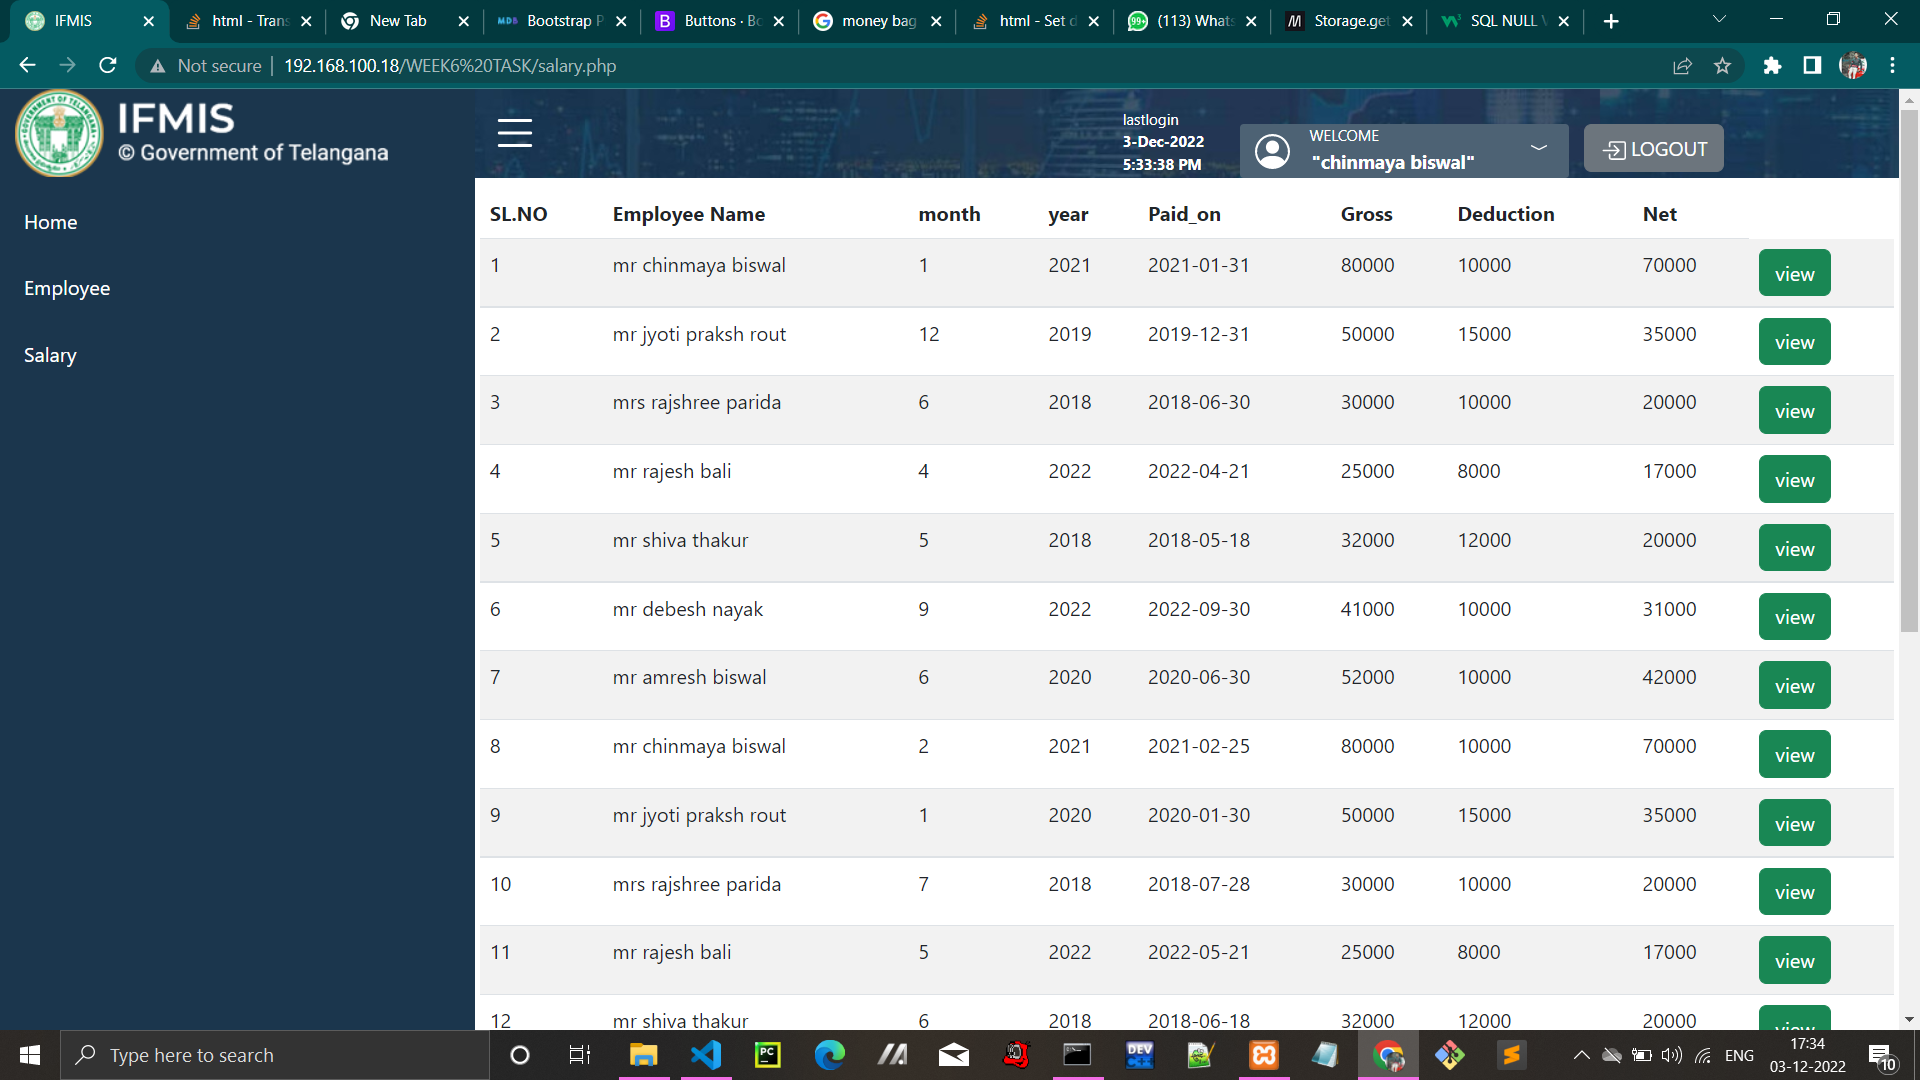 IFMIS
html - Trans
New Tab
Bootstrap P
Buttons · Bo
money bag
html - Set d
(113) Whats
Storage.get
SQL NULL V
Not secure | 192.168.100.18/WEEK6%20TASK/salary.php
IFMIS
© Government of Telangana
lastlogin
3-Dec-2022
5:33:38 PM
WELCOME
"chinmaya biswal"
LOGOUT
Home
Employee
Salary
SL.NO Employee Name month year Paid_on Gross Deduction Net
1 mr chinmaya biswal 1 2021 2021-01-31 80000 10000 70000 view
2 mr jyoti praksh rout 12 2019 2019-12-31 50000 15000 35000 view
3 mrs rajshree parida 6 2018 2018-06-30 30000 10000 20000 view
4 mr rajesh bali 4 2022 2022-04-21 25000 8000 17000 view
5 mr shiva thakur 5 2018 2018-05-18 32000 12000 20000 view
6 mr debesh nayak 9 2022 2022-09-30 41000 10000 31000 view
7 mr amresh biswal 6 2020 2020-06-30 52000 10000 42000 view
8 mr chinmaya biswal 2 2021 2021-02-25 80000 10000 70000 view
9 mr jyoti praksh rout 1 2020 2020-01-30 50000 15000 35000 view
10 mrs rajshree parida 7 2018 2018-07-28 30000 10000 20000 view
11 mr rajesh bali 5 2022 2022-05-21 25000 8000 17000 view
12 mr shiva thakur 6 2018 2018-06-18 32000 12000 20000 view
Type here to search
ENG
17:34
03-12-2022
10